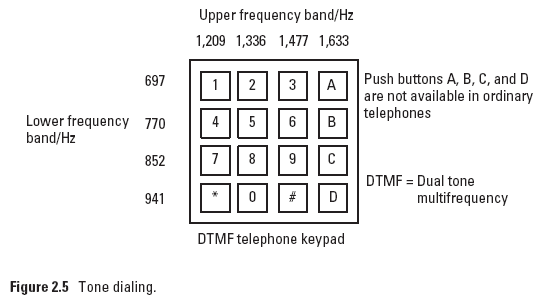 Upper frequency band/Hz
1,209 1,336 1,477 1,633
697 1 2 3 A
Push buttons A, B, C, and D
are not available in ordinary
telephones
Lower frequency
band/Hz
770 4 5 6 B
852 7 8 9 C
941 * 0 # D
DTMF = Dual tone
multifrequency
DTMF telephone keypad
Figure 2.5 Tone dialing.